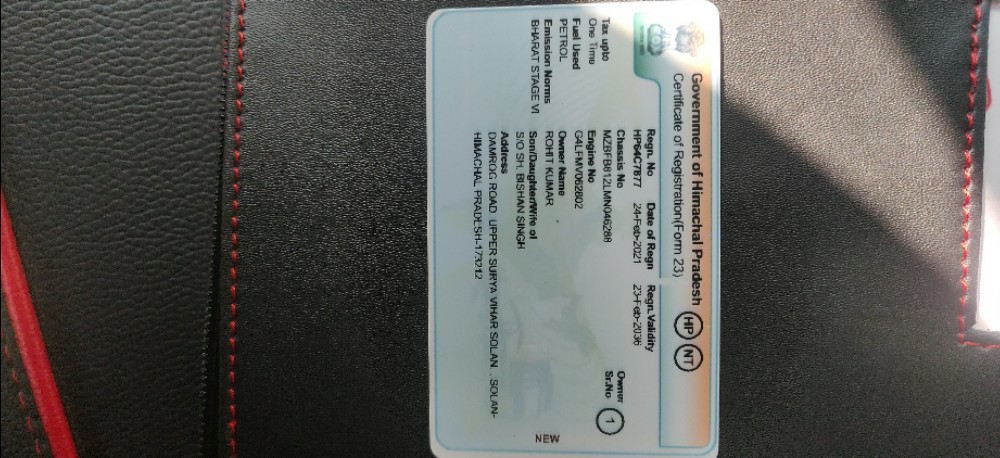 Government of Himachal Pradesh HP NT
Certificate of Registration(Form 23)
Regn. No Date of Regn Regn. Validity Owner Sr.No 1
HP64C7877 24-Feb-2021 23-Feb-2036
Chassis No
MZBFB812LMN046288
Tax upto
One Time
Engine No
G4LFMV062802
Fuel Used
PETROL
Owner Name
ROHIT KUMAR
Emission Norms
BHARAT STAGE VI
Son/Daughter/Wife of
S/O SH. BISHAN SINGH
Address
DAMROG ROAD UPPER SURYA VIHAR SOLAN , SOLAN-
HIMACHAL PRADESH-173212
NEW